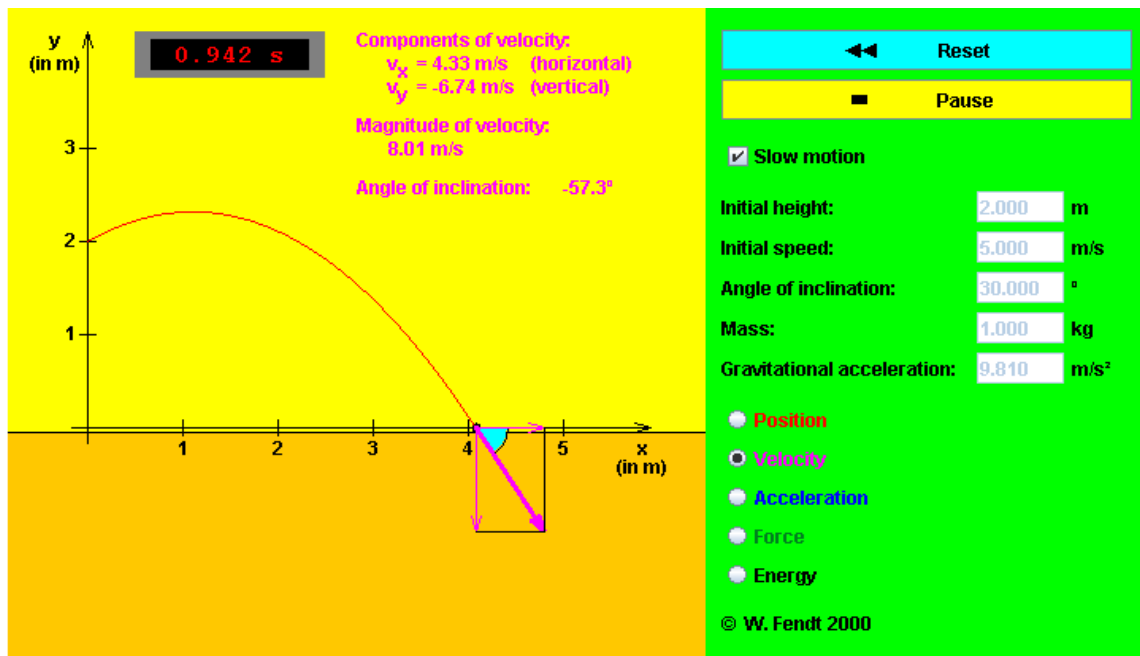 y
(in m)
0.942 s
Components of velocity:
vx = 4.33 m/s (horizontal)
vy = -6.74 m/s (vertical)
Magnitude of velocity:
8.01 m/s
Angle of inclination: -57.3°
3
2
1
1 2 3 4 5 x
(in m)
Reset
Pause
Slow motion
Initial height: 2.000 m
Initial speed: 5.000 m/s
Angle of inclination: 30.000 °
Mass: 1.000 kg
Gravitational acceleration: 9.810 m/s²
Position
Velocity
Acceleration
Force
Energy
© W. Fendt 2000